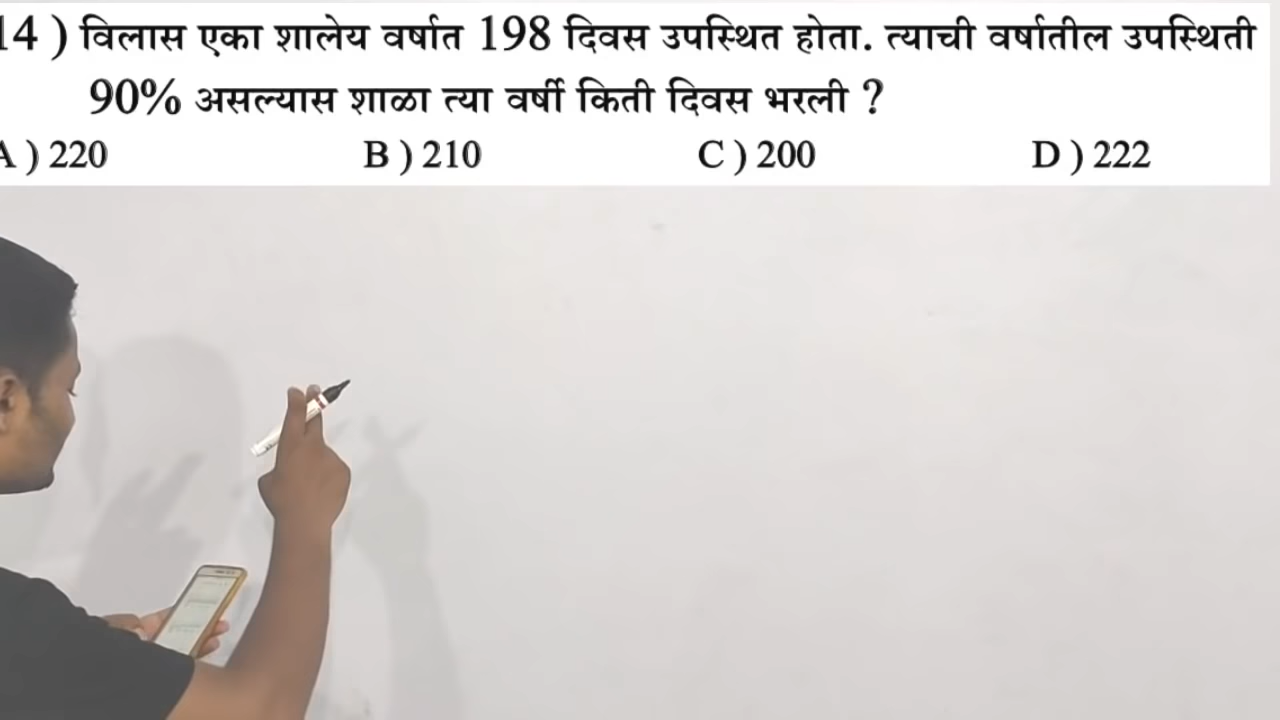 14 ) विलास एका शालेय वर्षात 198 दिवस उपस्थित होता. त्याची वर्षातील उपस्थिती
90% असल्यास शाळा त्या वर्षी किती दिवस भरली ?
A ) 220 B ) 210 C ) 200 D ) 222